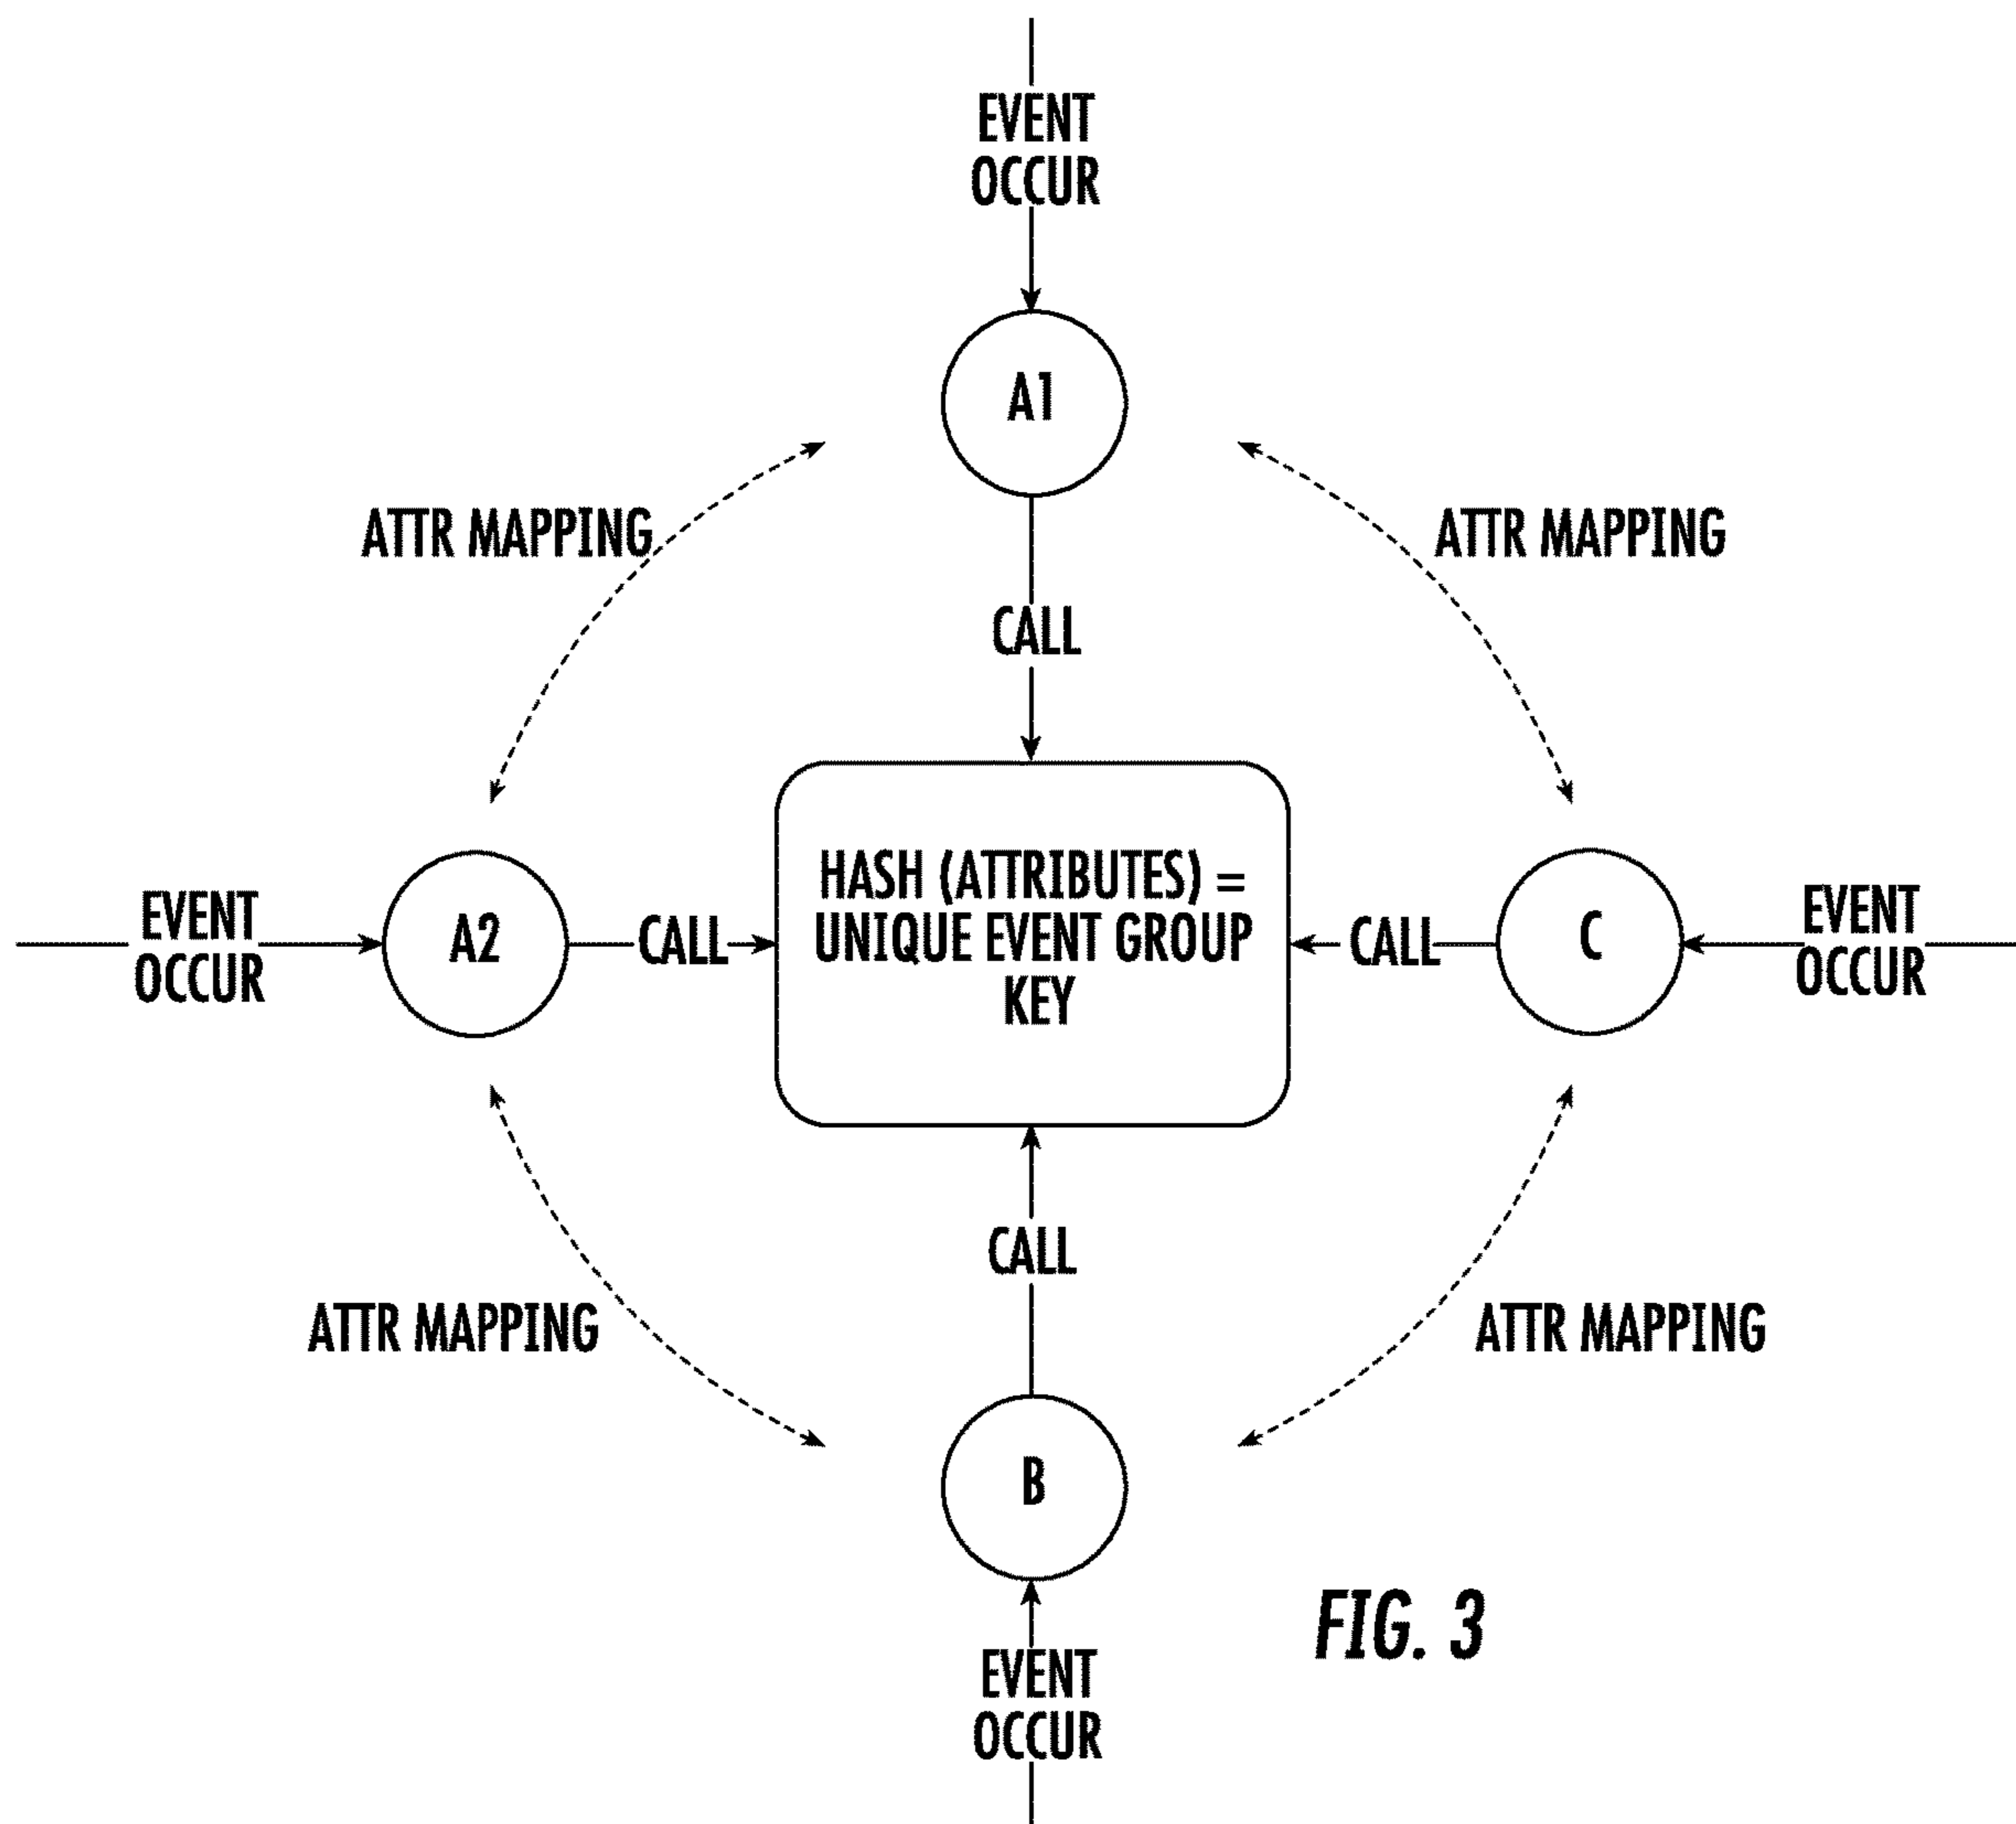 EVENT
OCCUR
A1
ATTR MAPPING
ATTR MAPPING
CALL
HASH (ATTRIBUTES) =
UNIQUE EVENT GROUP
KEY
EVENT
OCCUR
A2
CALL
CALL
C
EVENT
OCCUR
CALL
ATTR MAPPING
ATTR MAPPING
B
EVENT
OCCUR
FIG. 3